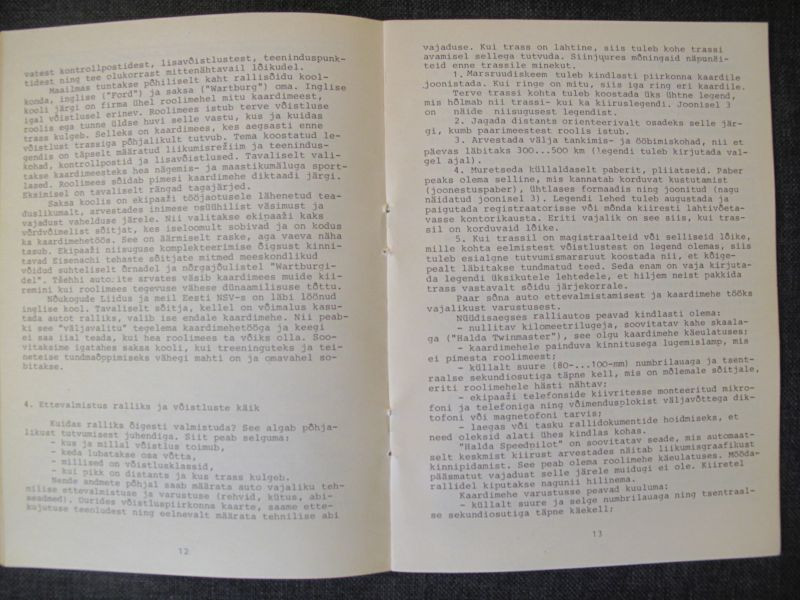 vatest kontrollpostidest, lisavõistlustest, teeninduspunk-
tidest ning tee olukorrast mittenähtavail lõikudel.
Maailmas tuntakse põhiliselt kaht rallisõidu kool-
konda, inglise ("Ford") ja saksa ("Wartburg") oma. Inglise
kooli järgi on firma ühel roolimehel mitu kaardimeest,
igal võistlusel erinev. Roolimees istub terve võistluse
roolis ega tunne üldse huvi selle vastu, kus ja kuidas
trass kulgeb. Selleks on kaardimees, kes aegsasti enne
võistlust trassiga põhjalikult tutvub. Tema koostatud le-
gendis on täpselt määratud liikumisrežiim ja teenindus-
kohad, kontrollpostid ja lisavõistlused. Tavaliselt vali-
takse kaardimeesteks hea nägemis- ja maastikumäluga sport-
lased. Roolimees sõidab pimesi kaardimehe diktaadi järgi.
Eksimisel on tavaliselt rängad tagajärjed.
Saksa koolis on ekipaaži tööjaotusele lähenetud tea-
duslikumalt, arvestades inimese psüühilist väsimust ja
vajadust vahelduse järele. Nii valitakse ekipaaži kaks
võrdvõimelist sõitjat, kes iseloomult sobivad ja on kodus
ka kaardimehetöös. See on äärmiselt raske, aga vaeva näha
tasub. Ekipaaži niisuguse komplekteerimise õigsust kinni-
tavad Eisenachi tehaste sõitjate mitmed meeskondlikud
võidud suhteliselt õrnadel ja nõrgajõulistel "Wartburgi-
del". Tšehhi autoite arvates väsib kaardimees muide kii-
remini kui roolimees tegevuse vähese dünaamilisuse tõttu.
Nõukogude Liidus ja meil Eesti NSV-s on läbi löönud
inglise kool. Tavaliselt sõitja, kellel on võimalus kasu-
tada autot ralliks, valib ise endale kaardimehe. Nii peab-
ki see "väljavalitu" tegelema kaardimehetööga ja keegi
ei saa iial teada, kui hea roolimees ta võiks olla. Soo-
vitaksime igatahes saksa kooli, kui treeninguteks ja tei-
neteise tundmaõppimiseks vähegi mahti on ja omavahel so-
bitakse.
4. Ettevalmistus ralliks ja võistluste käik
Kuidas ralliks õigesti valmistuda? See algab põhja-
likust tutvumisest juhendiga. Siit peab selguma:
- kus ja millal võistlus toimub,
- keda lubatakse osa võtta,
- millised on võistlusklassid,
- kui pikk on distants ja kus trass kulgeb.
Nende andmete põhjal saab määrata auto vajaliku teh-
milise ettevalmistuse ja varustuse (rehvid, kütus, abi-
seadmed). Uurides võistluspiirkonna kaarte, saame ette-
kujutuse teeoludest ning eelnevalt määrata tehnilise abi
12
vajaduse. Kui trass on lahtine, siis tuleb kohe trassi
avamisel sellega tutvuda. Siinjuures mõningaid näpunäi-
teid enne trassile minekut.
1. Marsruudiskeem tuleb kindlasti piirkonna kaardile
joonistada. Kui ringe on mitu, siis iga ring eri kaardile.
Terve trassi kohta tuleb koostada üks ühtne legend,
mis hõlmab nii trassi- kui ka kiiruslegendi. Joonisel 3
on näide niisugusest legendist.
2. Jagada distants orienteerivalt osadeks selle jär-
gi, kumb paarimeestest roolis istub.
3. Arvestada välja tankimis- ja ööbimiskohad, nii et
päevas läbitaks 300...500 km (legendi tuleb kirjutada val-
gel ajal).
4. Muretseda küllaldaselt paberit, pliiatseid. Paber
peaks olema selline, mis kannatab korduvat kustutamist
(joonestuspaber), ühtlases formaadis ning joonitud (nagu
näidatud joonisel 3). Legendi lehed tuleb augustada ja
paigutada registraatorisse või mõnda kiiresti lahtivõeta-
vasse kontorikausta. Eriti vajalik on see siis, kui tras-
sil on korduvaid lõike.
5. Kui trassil on magistraalteid või selliseid lõike,
mille kohta eelmistest võistlustest on legend olemas, siis
tuleb esialgne tutvumismarsruut koostada nii, et kõige-
pealt läbitakse tundmatud teed. Seda enam on vaja kirjuta-
da legendi üksikutele lehtedele, et hiljem neist pakkida
trass vastavalt sõidu järjekorrale.
Paar sõna auto ettevalmistamisest ja kaardimehe tööks
vajalikust varustusest.
Nüüdisaegses ralliautos peavad kindlasti olema:
- nullitav kilomeetrilugeja, soovitatav kahe skaala-
ga ("Halda Twinmaster"), see olgu kaardimehe käeulatuses;
- kaardimehele painduva kinnitusega lugemislamp, mis
ei pimesta roolimeest;
- küllalt suure (80-...100-mm) numbrilauaga ja tsent-
raalse sekundiosutiga täpne kell, mis on mõlemale sõitjale,
eriti roolimehele hästi nähtav;
- ekipaaži telefonside kiivritesse monteeritud mikro-
foni ja telefoniga ning võimendusplokist väljavõttega dik-
tofoni või magnetofoni tarvis;
- laegas või tasku rallidokumentide hoidmiseks, et
need oleksid alati ühes kindlas kohas.
"Halda Speedpilot" on soovitatav seade, mis automaat-
selt keskmist kiirust arvestades näitab liikumisgraafikust
kinnipidamist. See peab olema roolimehe käeulatuses. Mööda-
pääsmatut vajadust selle järele muidugi ei ole. Kiiretel
rallidel kiputakse nagunii hilinema.
Kaardimehe varustusse peavad kuuluma:
- küllalt suure ja selge numbrilauaga ning tsentraal-
se sekundiosutiga täpne käekell;
13